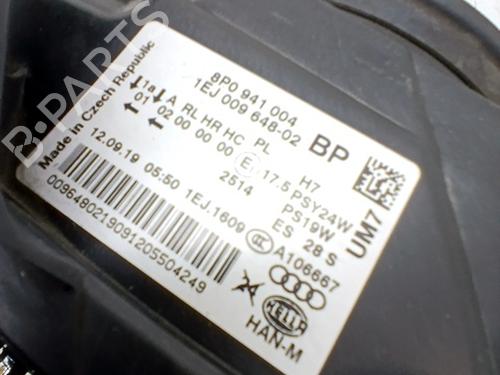 B-PARTS
8P0 941 004
1EJ 009 648-02
BP
Made in Czech Republic
1a A RL HR HC PL
01 02 00 00 00
E 17.5
2514
H7
PSY24W
PS19W
ES 28 S
UM7
12.09.19 05:50 1EJ.1609
A106667
0096480219091205504249
HELLA
HAN-M